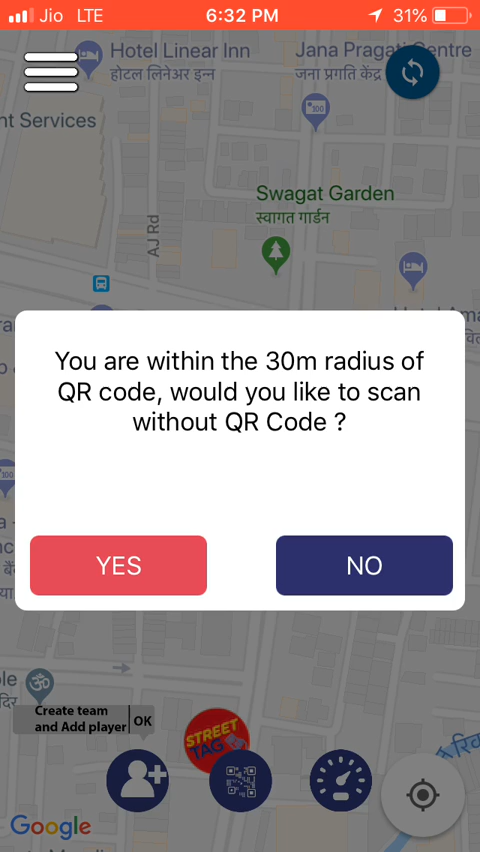 Jio LTE 6:32 PM 31%
Hotel Linear Inn
होटल लिनेअर इन्न
Jana Pragati Centre
जना प्रगति केंद्र
nt Services
Swagat Garden
स्वागत गार्डन
AJ Rd
You are within the 30m radius of
QR code, would you like to scan
without QR Code ?
YES
NO
Create team
and Add player
OK
STREET
TAG
Google